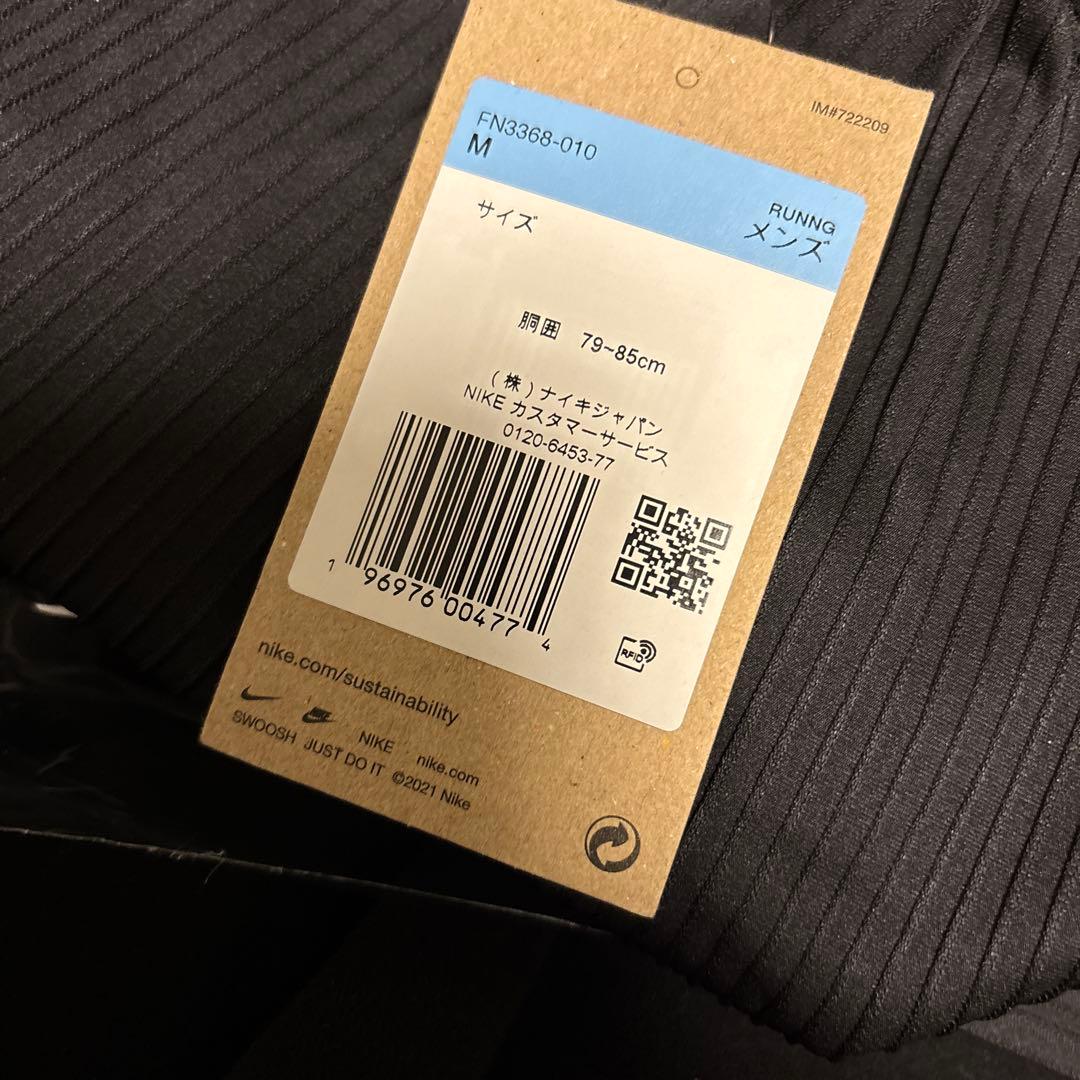 IM#722209
FN3368-010
M
RUNNG
メンズ
サイズ
胴囲 79~85cm
(株)ナイキジャパン
NIKE カスタマーサービス
0120-6453-77
1 96976 00477 4
RFID
nike.com/sustainability
NIKE nike.com
SWOOSH JUST DO IT ©2021 Nike